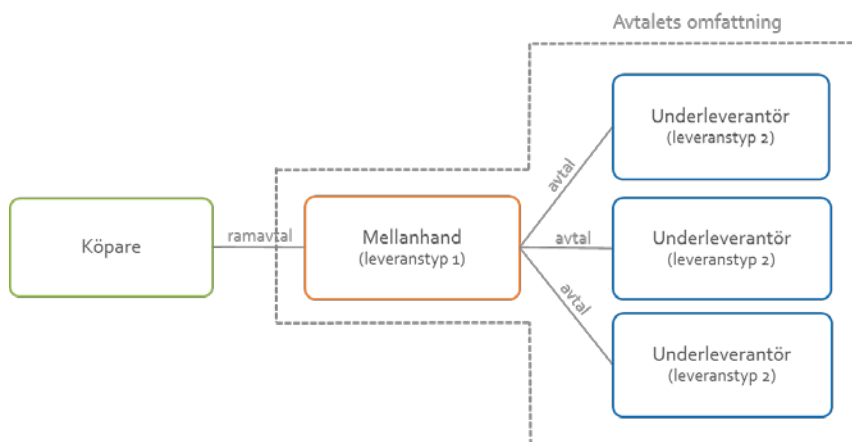 Avtalets omfattning
Underleverantör
(leveranstyp 2)
avtal
Köpare
ramavtal
Mellanhand
(leveranstyp 1)
avtal
Underleverantör
(leveranstyp 2)
avtal
Underleverantör
(leveranstyp 2)